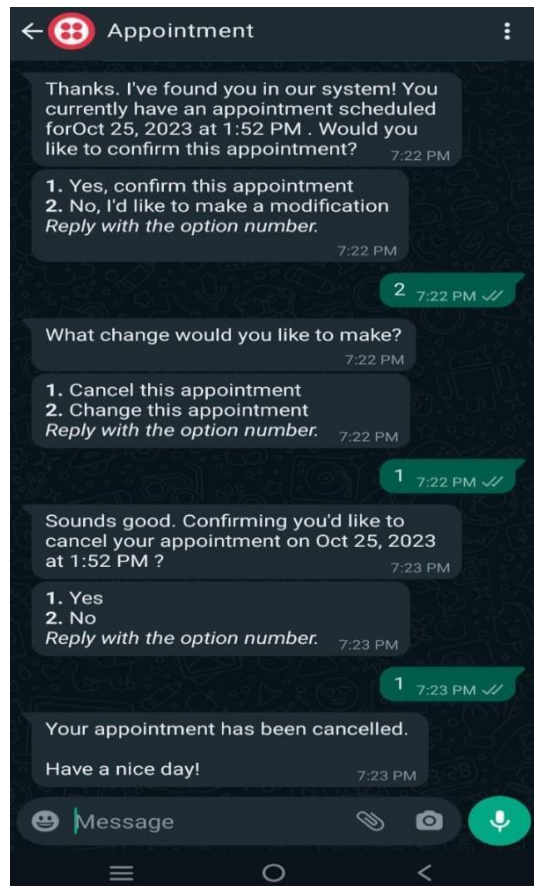 Appointment
Thanks. I've found you in our system! You
currently have an appointment scheduled
forOct 25, 2023 at 1:52 PM . Would you
like to confirm this appointment?
7:22 PM
1. Yes, confirm this appointment
2. No, I'd like to make a modification
Reply with the option number.
7:22 PM
2 7:22 PM
What change would you like to make?
7:22 PM
1. Cancel this appointment
2. Change this appointment
Reply with the option number. 7:22 PM
1 7:22 PM
Sounds good. Confirming you'd like to
cancel your appointment on Oct 25, 2023
at 1:52 PM ?
7:23 PM
1. Yes
2. No
Reply with the option number. 7:23 PM
1 7:23 PM
Your appointment has been cancelled.
Have a nice day!
7:23 PM
Message